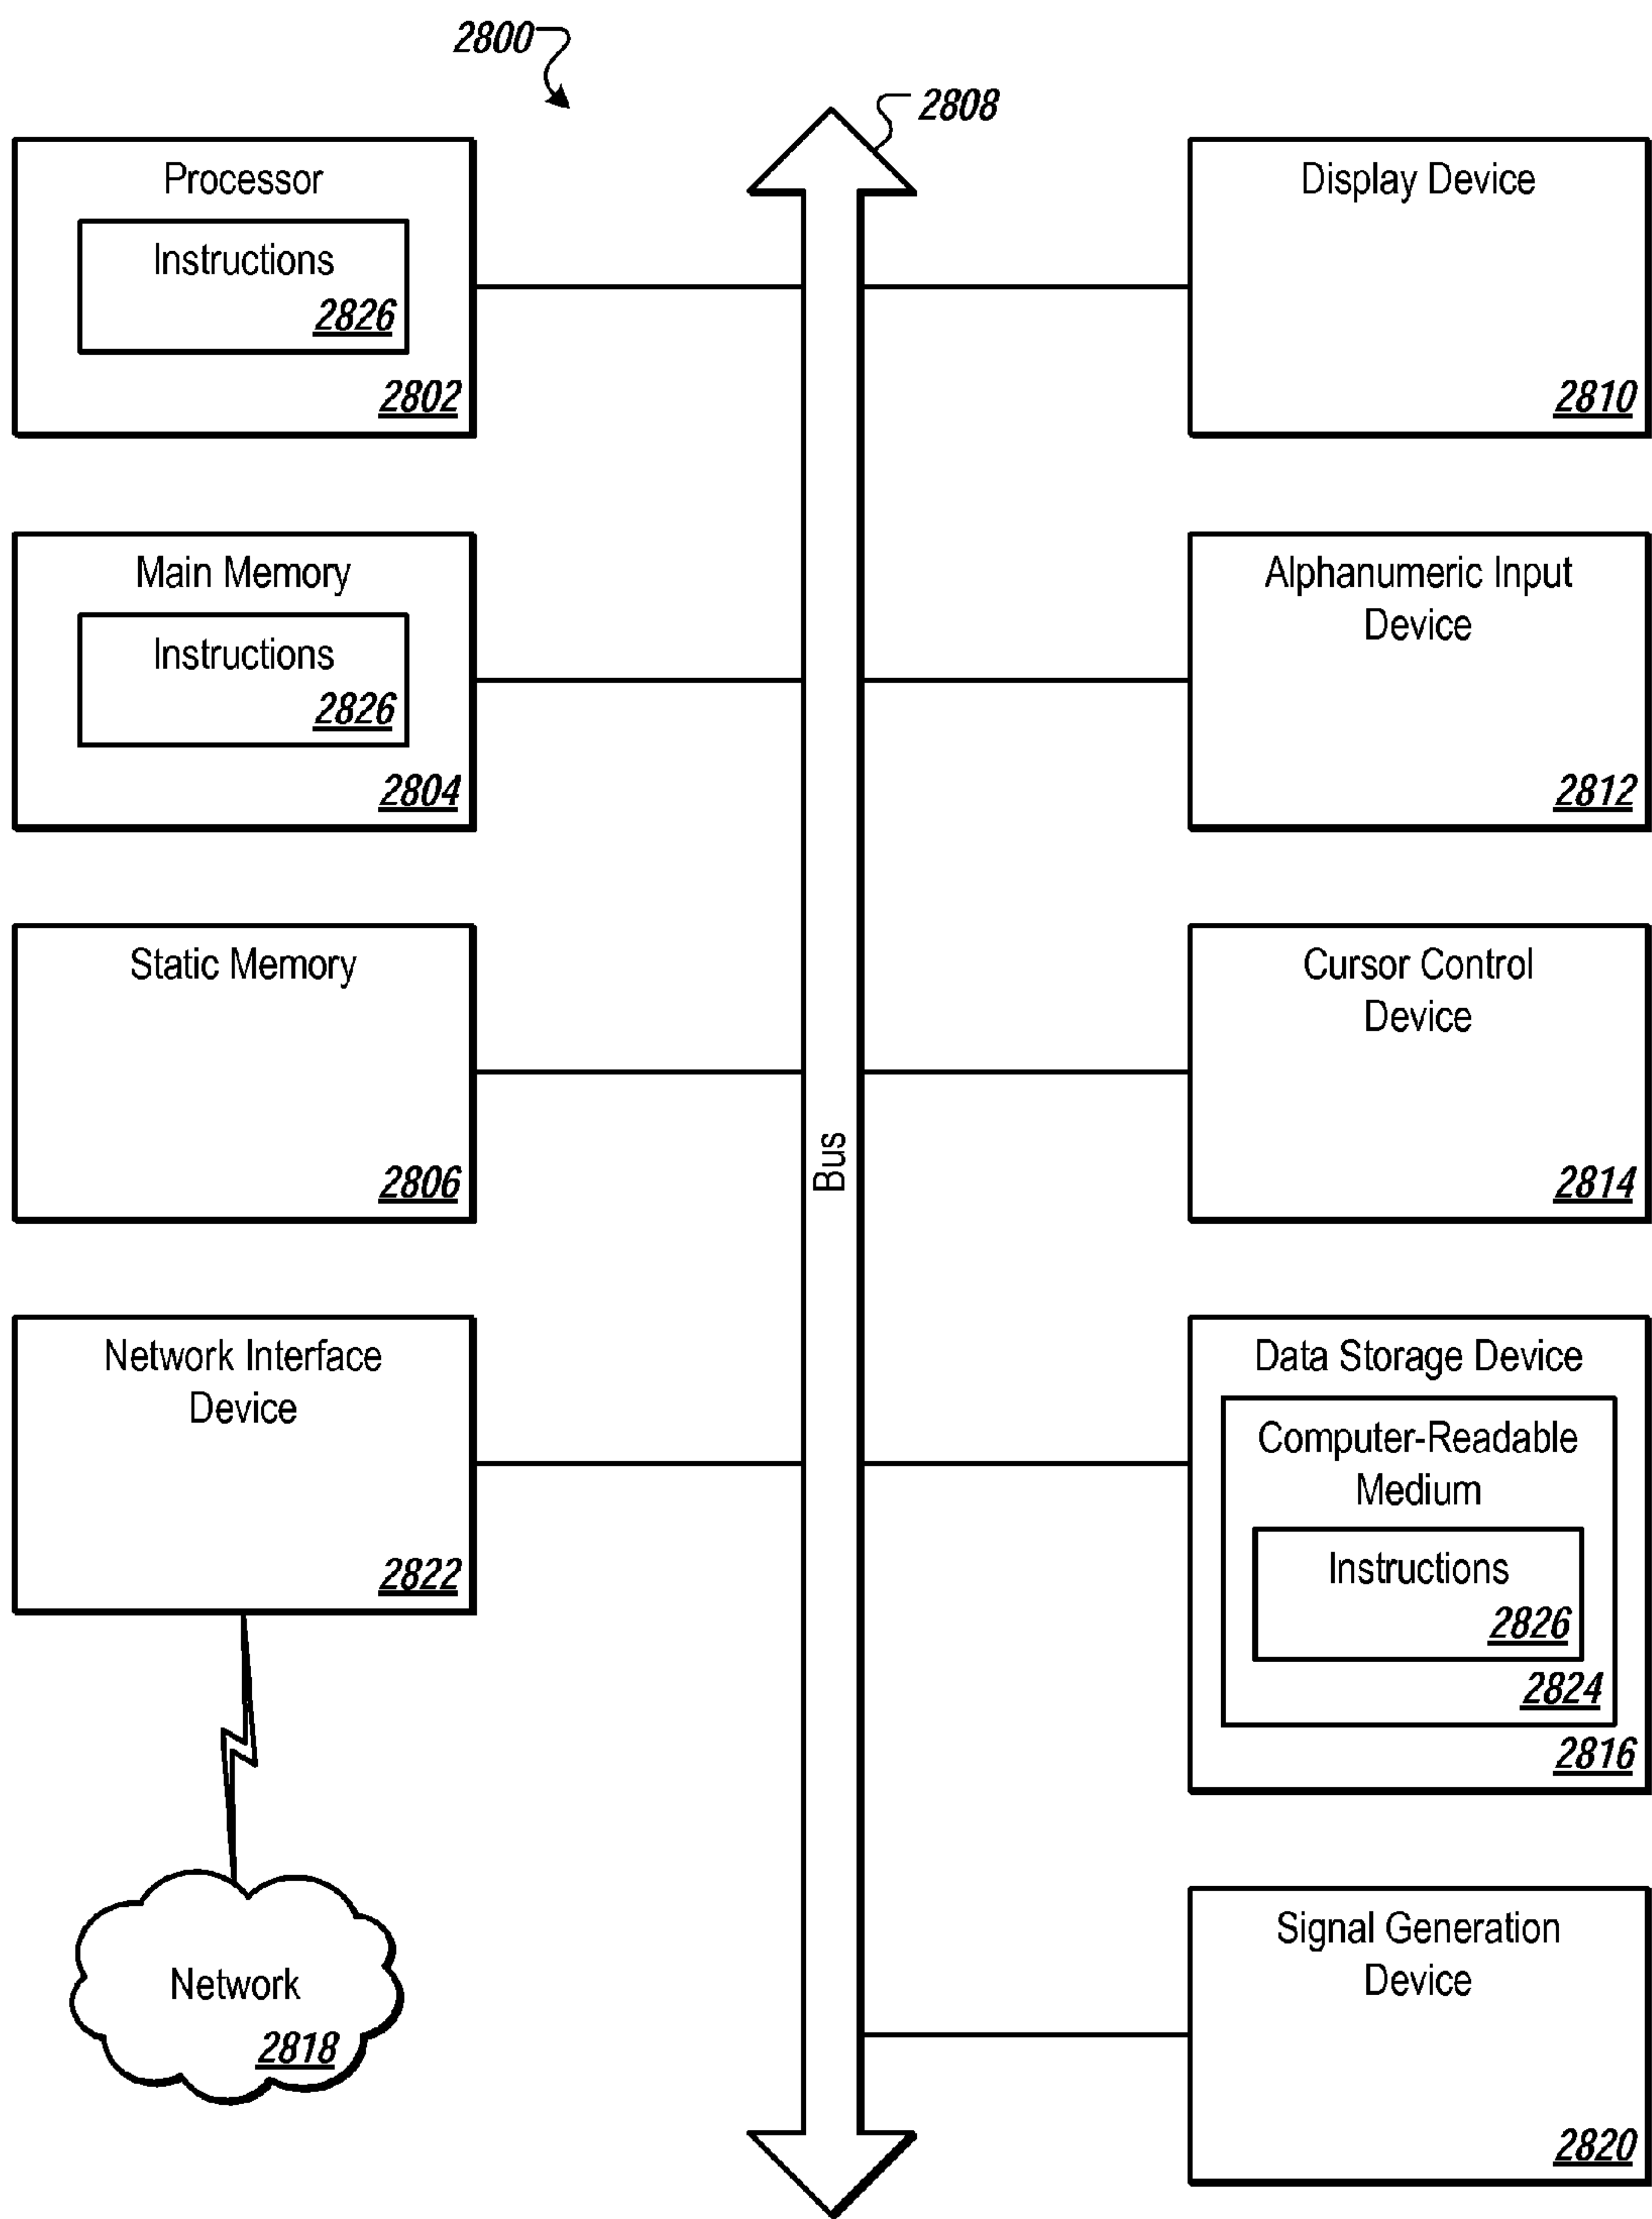 2800
2808
Processor
Instructions
2826
2802
Display Device
2810
Main Memory
Instructions
2826
2804
Alphanumeric Input
Device
2812
Static Memory
2806
Cursor Control
Device
2814
Bus
Network Interface
Device
2822
Data Storage Device
Computer-Readable
Medium
Instructions
2826
2824
2816
Network
2818
Signal Generation
Device
2820